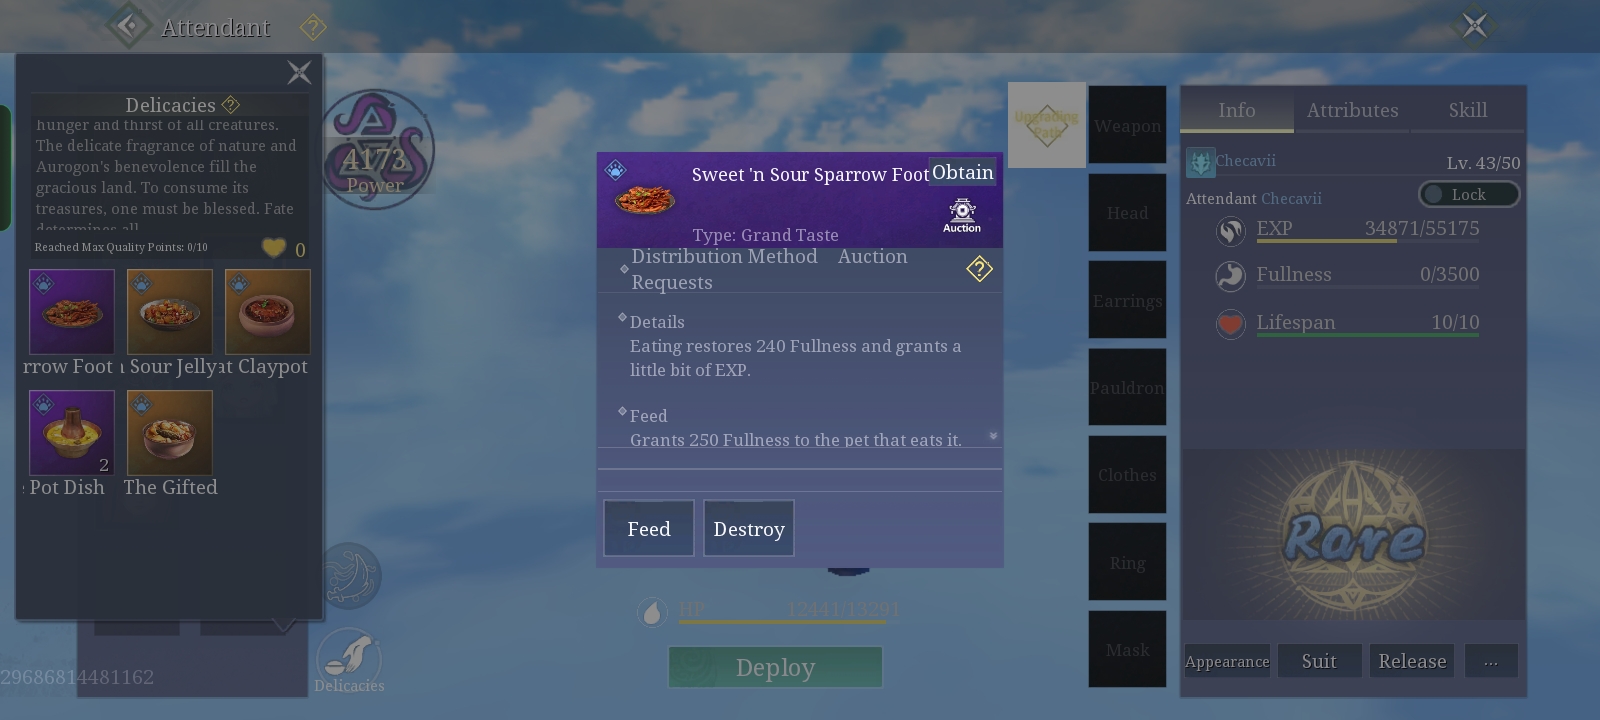 Attendant
Delicacies
hunger and thirst of all creatures.
The delicate fragrance of nature and
Aurogon's benevolence fill the
gracious land. To consume its
treasures, one must be blessed. Fate
determines all
Reached Max Quality Points: 0/10
0
rrow Foot
Sour Jelly
at Claypot
2
Pot Dish
The Gifted
4173
Power
Delicacies
29686814481162
Sweet 'n Sour Sparrow Foot
Obtain
Auction
Type: Grand Taste
Distribution Method Auction
Requests
Details
Eating restores 240 Fullness and grants a
little bit of EXP.
Feed
Grants 250 Fullness to the pet that eats it.
Feed
Destroy
HP 12441/13291
Deploy
Upgrading
Path
Weapon
Head
Earrings
Pauldron
Clothes
Ring
Mask
Info
Attributes
Skill
Checavii
Lv. 43/50
Attendant Checavii
Lock
EXP 34871/55175
Fullness 0/3500
Lifespan 10/10
Rare
Appearance
Suit
Release
...